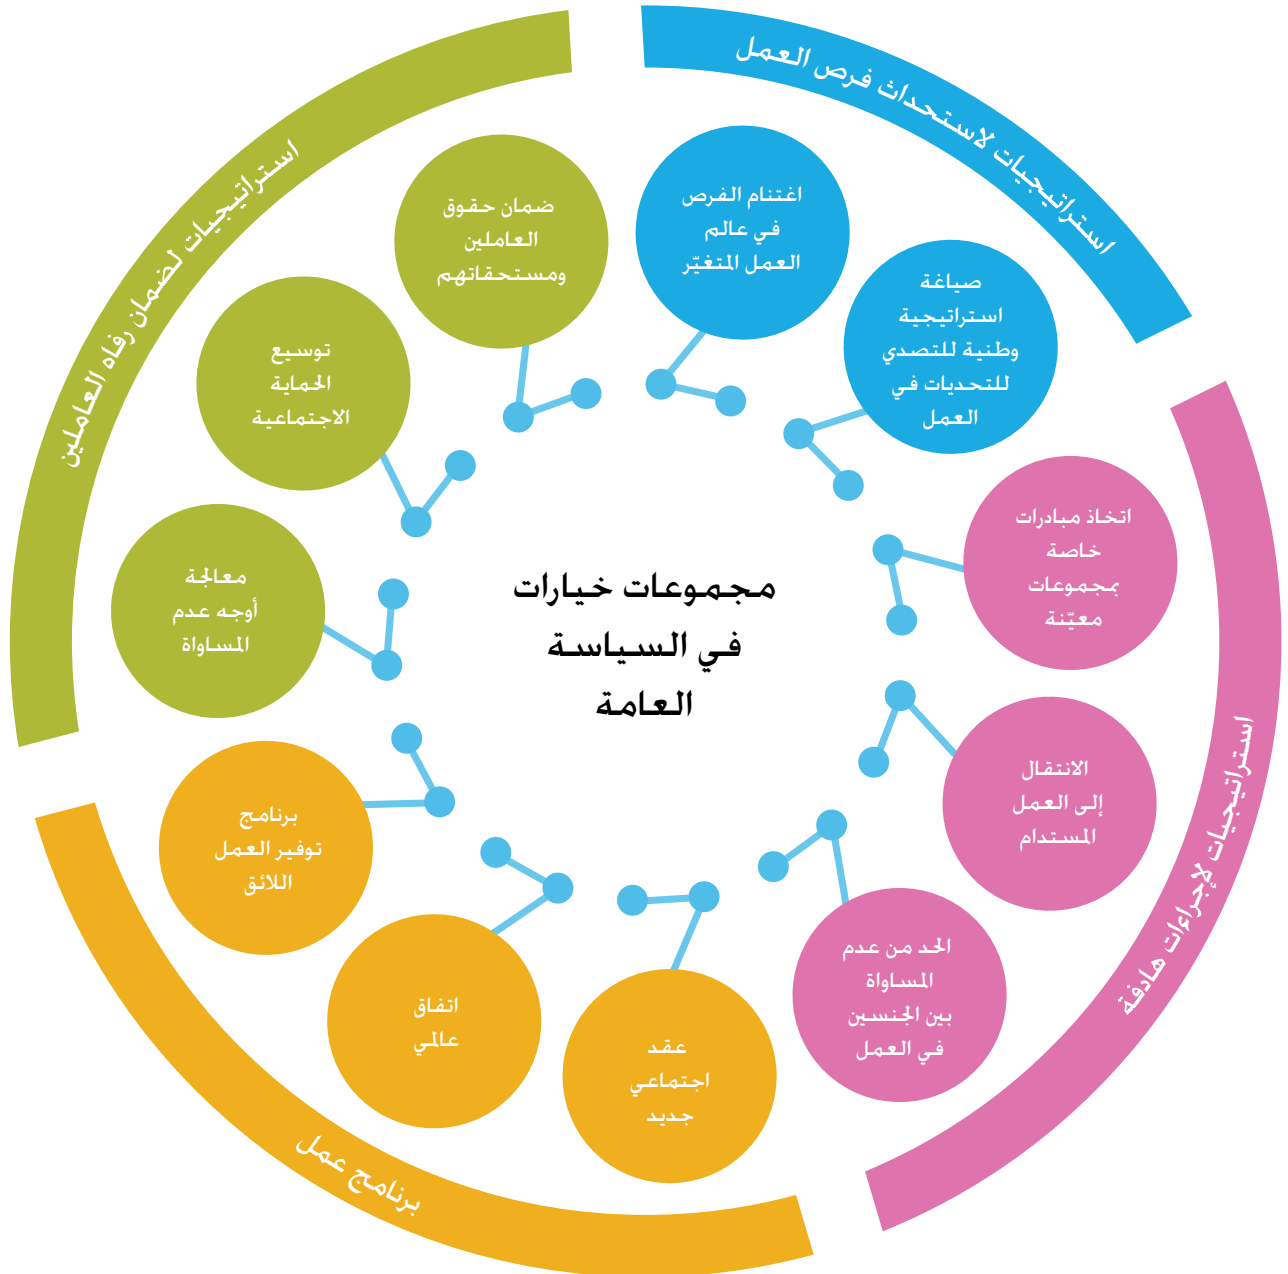 مجموعات خيارات
في السياسة
العامة
استراتيجيات لاستحداث فرص العمل
اغتنام الفرص
في عالم
العمل المتغيّر
صياغة
استراتيجية
وطنية للتصدي
للتحديات في
العمل
استراتيجيات لإجراءات هادفة
اتخاذ مبادرات
خاصة
بمجموعات
معيّنة
الانتقال
إلى العمل
المستدام
الحد من عدم
المساواة
بين الجنسين
في العمل
برنامج عمل
عقد
اجتماعي
جديد
اتفاق
عالمي
برنامج
توفير العمل
اللائق
استراتيجيات لضمان رفاه العاملين
معالجة
أوجه عدم
المساواة
توسيع
الحماية
الاجتماعية
ضمان حقوق
العاملين
ومستحقاتهم